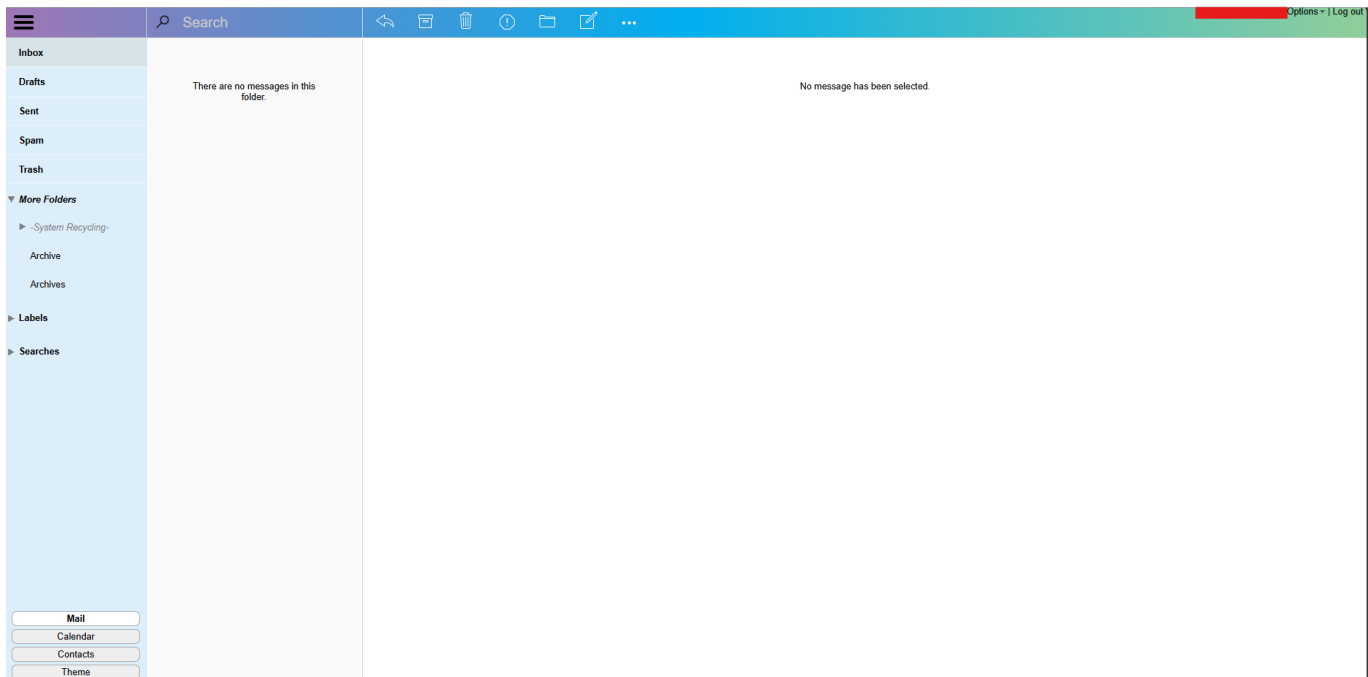 Search
Options | Log out
Inbox
Drafts
Sent
Spam
Trash
More Folders
-System Recycling-
Archive
Archives
Labels
Searches
There are no messages in this
folder.
No message has been selected.
Mail
Calendar
Contacts
Theme